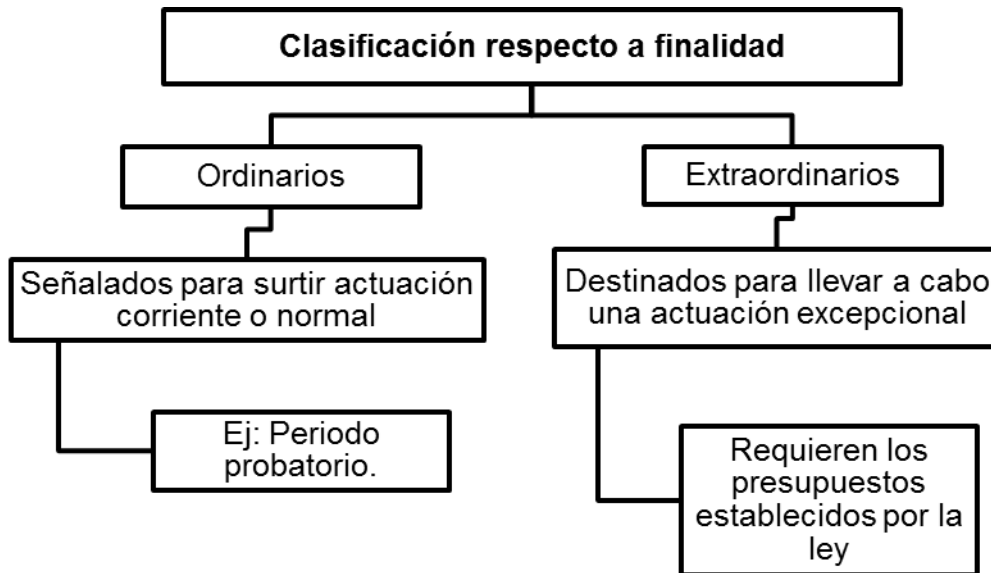 Clasificación respecto a finalidad
Ordinarios
Extraordinarios
Señalados para surtir actuación
corriente o normal
Destinados para llevar a cabo
una actuación excepcional
Ej: Periodo
probatorio.
Requieren los
presupuestos
establecidos por la
ley